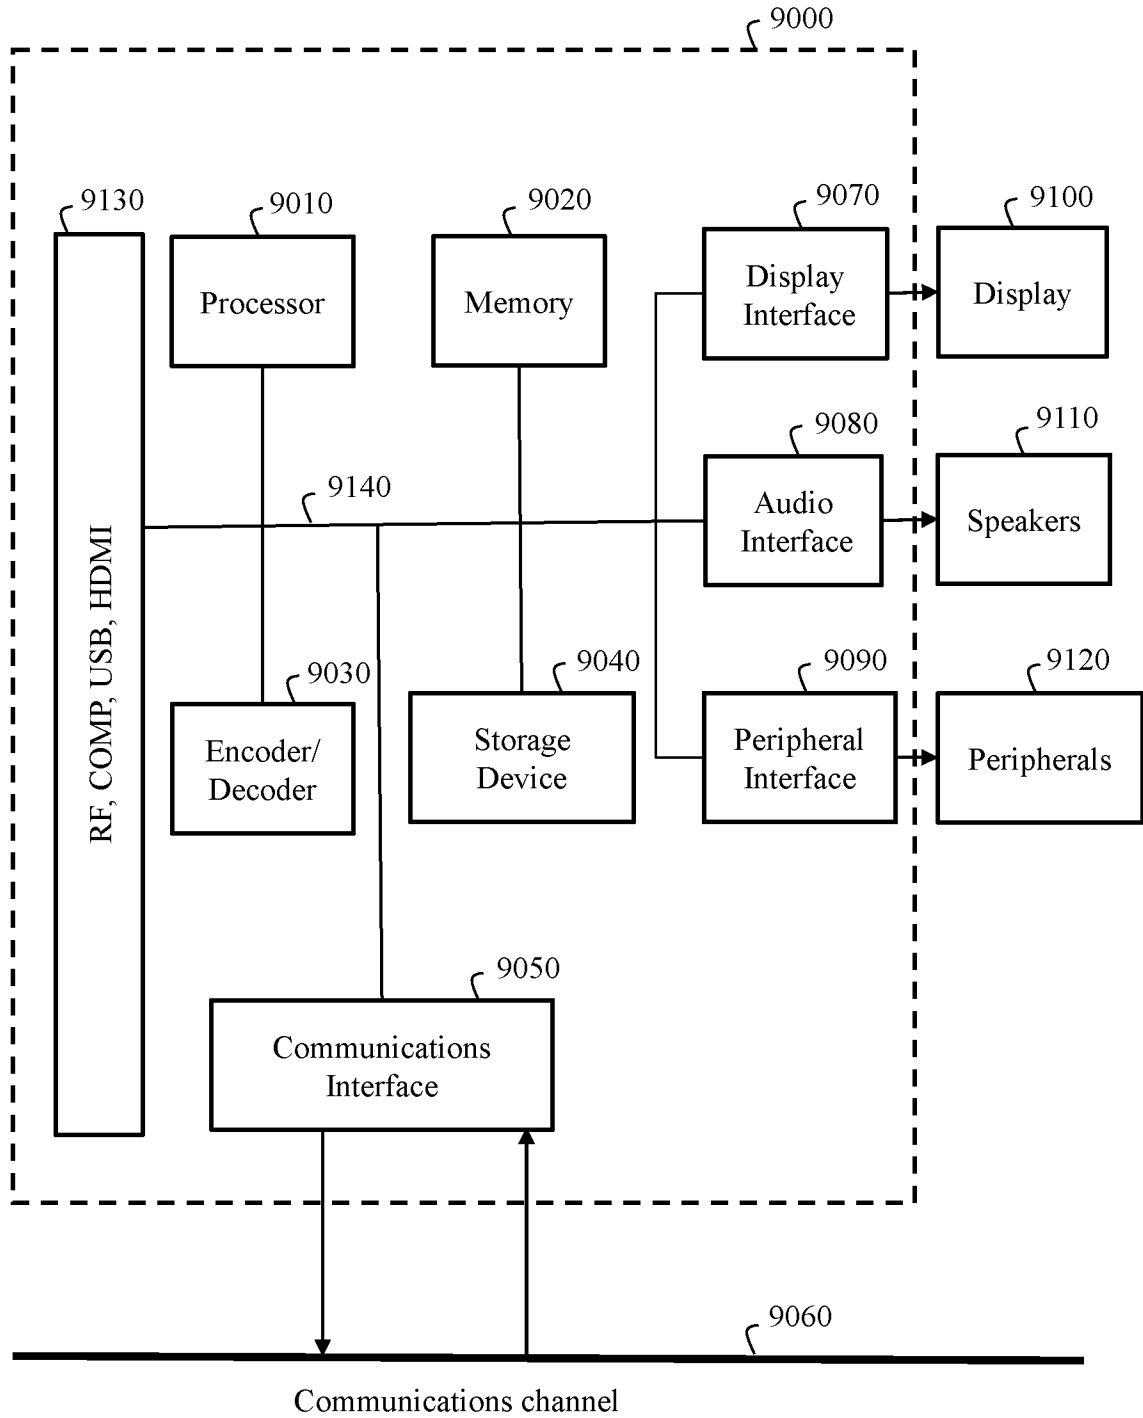 9000
9130
9010
9020
9070
9100
Processor
Memory
Display
Interface
Display
9080
9110
9140
Audio
Interface
Speakers
RF, COMP, USB, HDMI
9030
9040
9090
9120
Encoder/
Decoder
Storage
Device
Peripheral
Interface
Peripherals
9050
Communications
Interface
9060
Communications channel